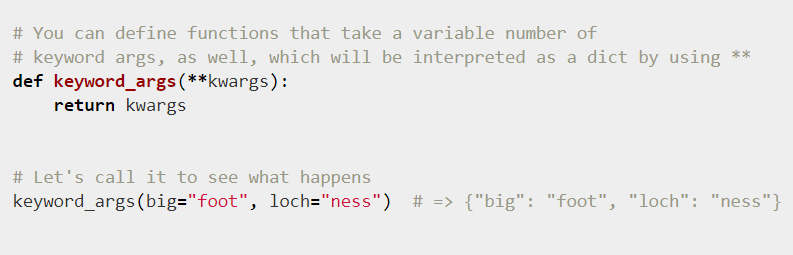 # You can define functions that take a variable number of
# keyword args, as well, which will be interpreted as a dict by using **
def keyword_args(**kwargs):
    return kwargs
# Let's call it to see what happens
keyword_args(big="foot", loch="ness")  # => {"big": "foot", "loch": "ness"}